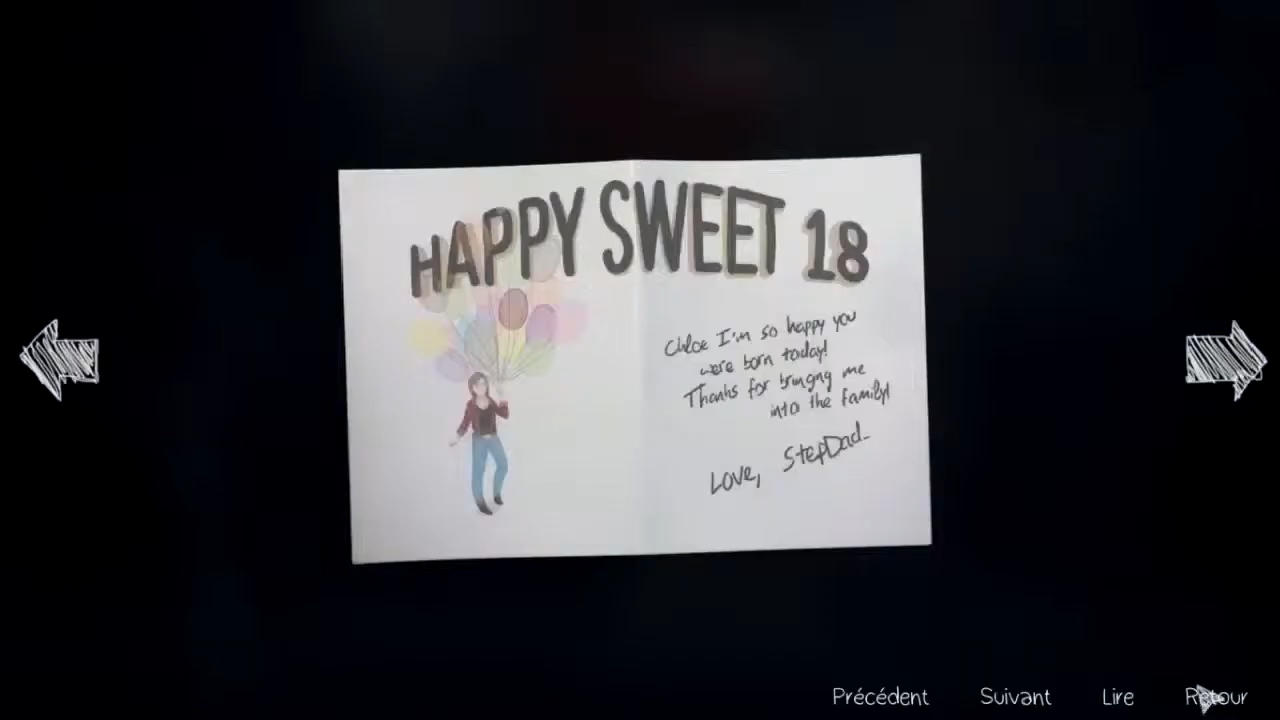 HAPPY SWEET 18
Chloe I'm so happy you
were born today!
Thanks for bringing me
into the family!
Love, StepDad
Précédent Suivant Lire Retour